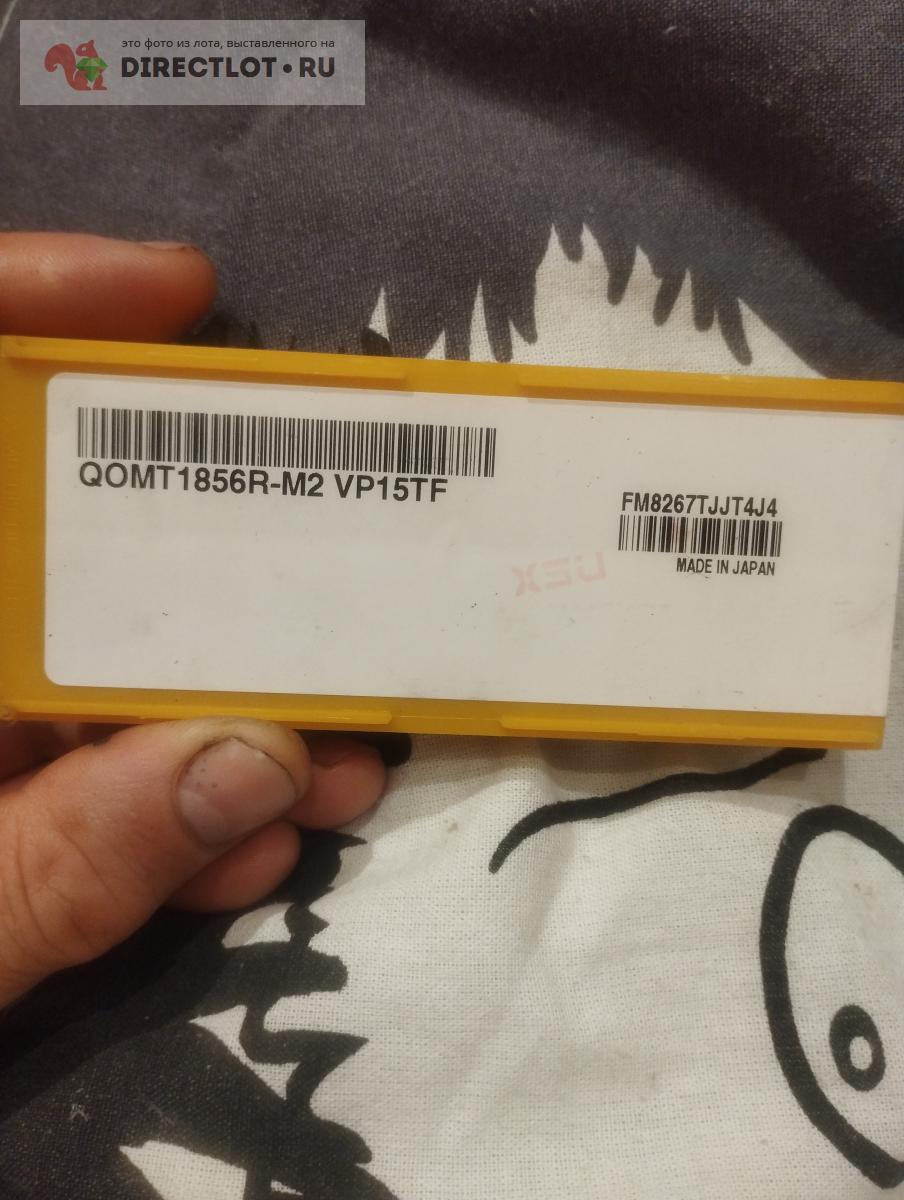 это фото из лота, выставленного на
DIRECTLOT•RU
QOMT1856R-M2 VP15TF
FM8267TJJT4J4
MADE IN JAPAN